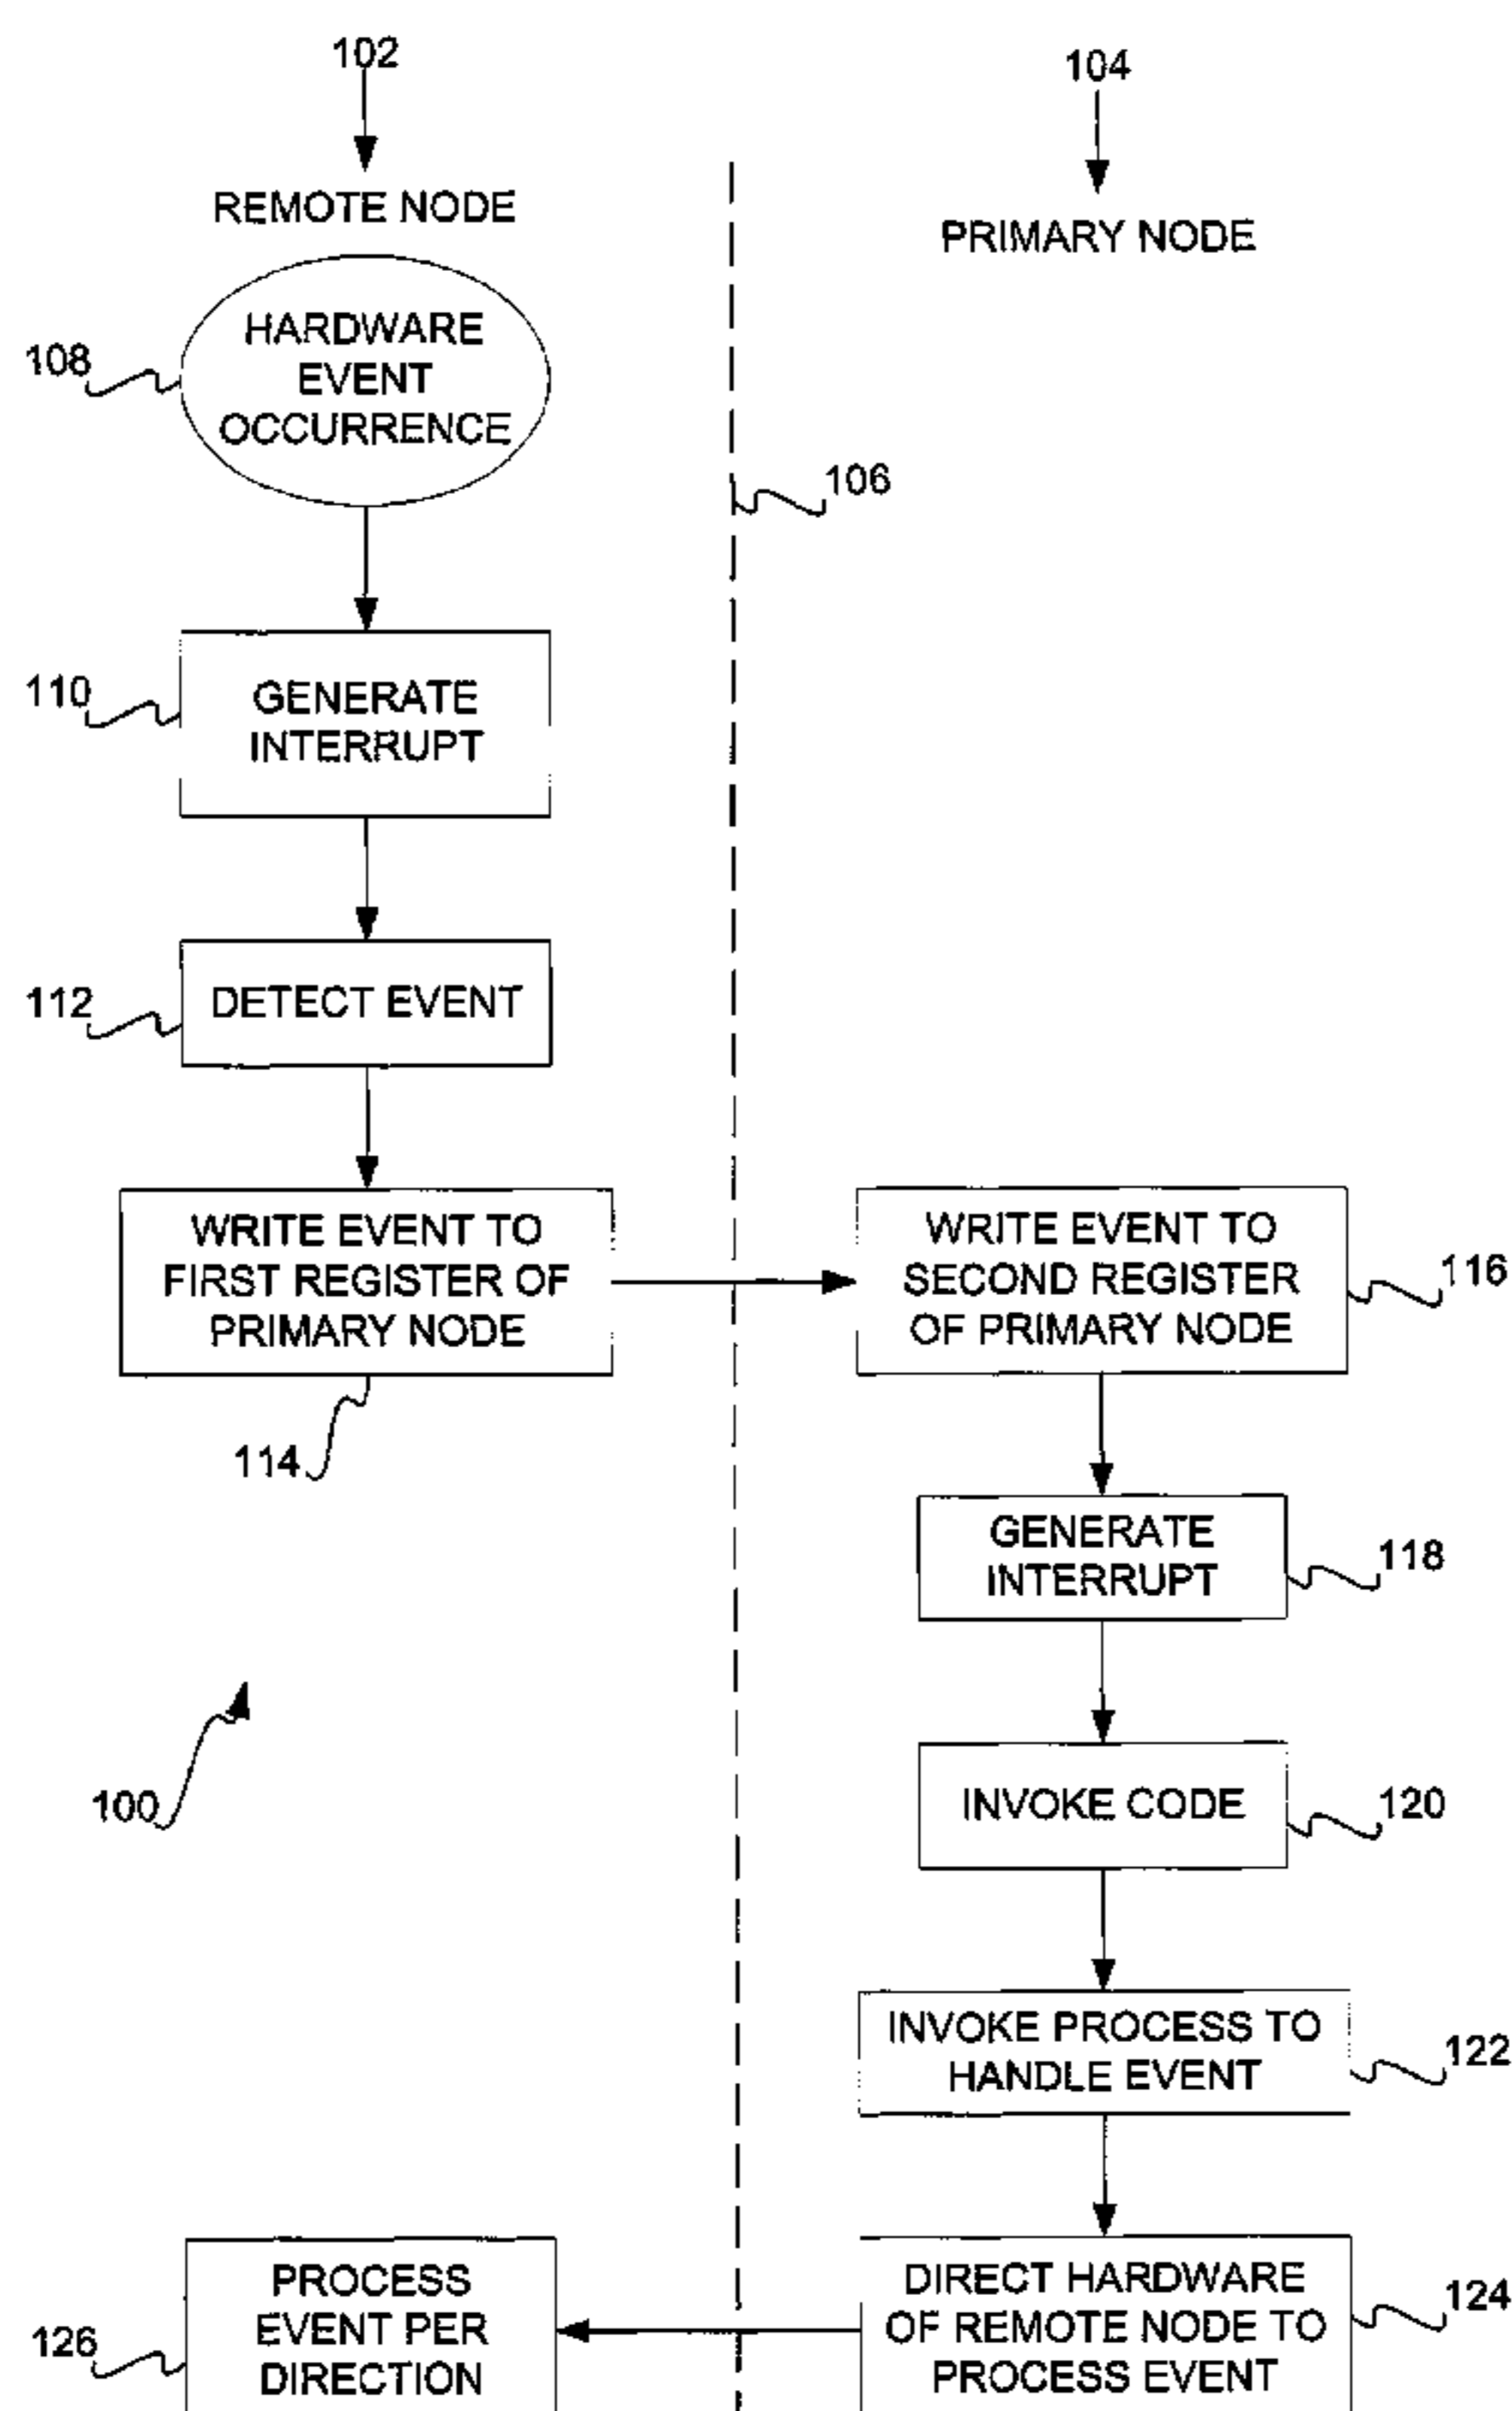 102
104
REMOTE NODE
PRIMARY NODE
HARDWARE
EVENT
OCCURRENCE
108
106
110
GENERATE
INTERRUPT
112
DETECT EVENT
WRITE EVENT TO
FIRST REGISTER OF
PRIMARY NODE
114
WRITE EVENT TO
SECOND REGISTER
OF PRIMARY NODE
116
GENERATE
INTERRUPT
118
100
INVOKE CODE
120
INVOKE PROCESS TO
HANDLE EVENT
122
DIRECT HARDWARE
OF REMOTE NODE TO
PROCESS EVENT
124
PROCESS
EVENT PER
DIRECTION
126